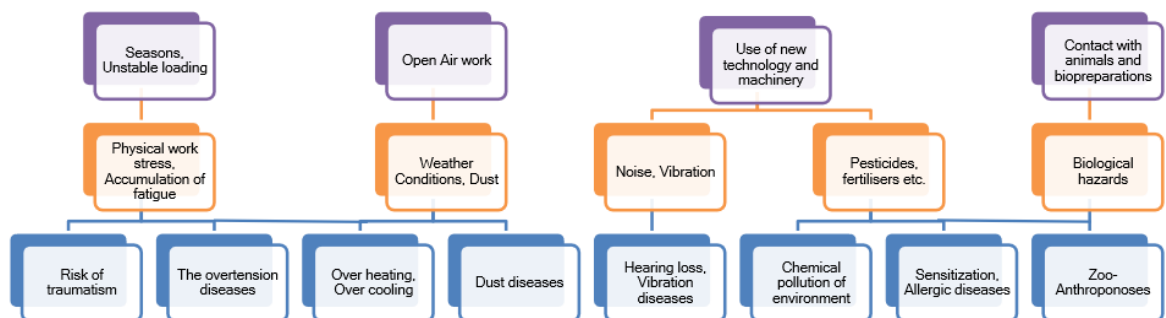 Seasons,
Unstable loading
Open Air work
Use of new
technology and
machinery
Contact with
animals and
biopreparations
Physical work
stress,
Accumulation of
fatigue
Weather
Conditions, Dust
Noise, Vibration
Pesticides,
fertilisers etc.
Biological
hazards
Risk of
traumatism
The overtension
diseases
Over heating,
Over cooling
Dust diseases
Hearing loss,
Vibration
diseases
Chemical
pollution of
environment
Sensitization,
Allergic diseases
Zoo-
Anthroponoses